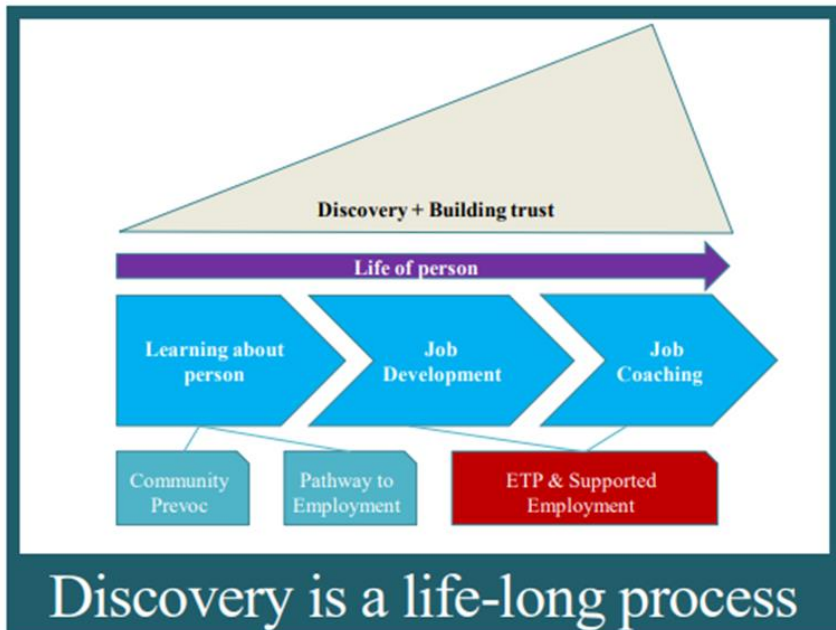 Discovery + Building trust
Life of person
Learning about
person
Job
Development
Job
Coaching
Community
Prevoc
Pathway to
Employment
ETP & Supported
Employment
Discovery is a life-long process